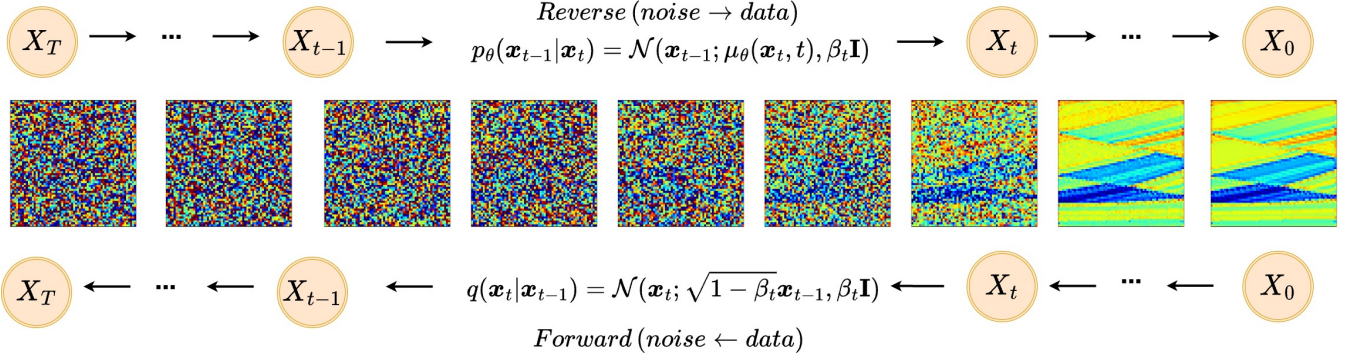 Reverse (noise → data)
X_T ... X_{t−1} p_θ(x_{t−1}|x_t) = N(x_{t−1}; μ_θ(x_t, t), β_t I) X_t ... X_0
X_T ... X_{t−1} q(x_t|x_{t−1}) = N(x_t; √(1 − β_t) x_{t−1}, β_t I) X_t ... X_0
Forward (noise ← data)